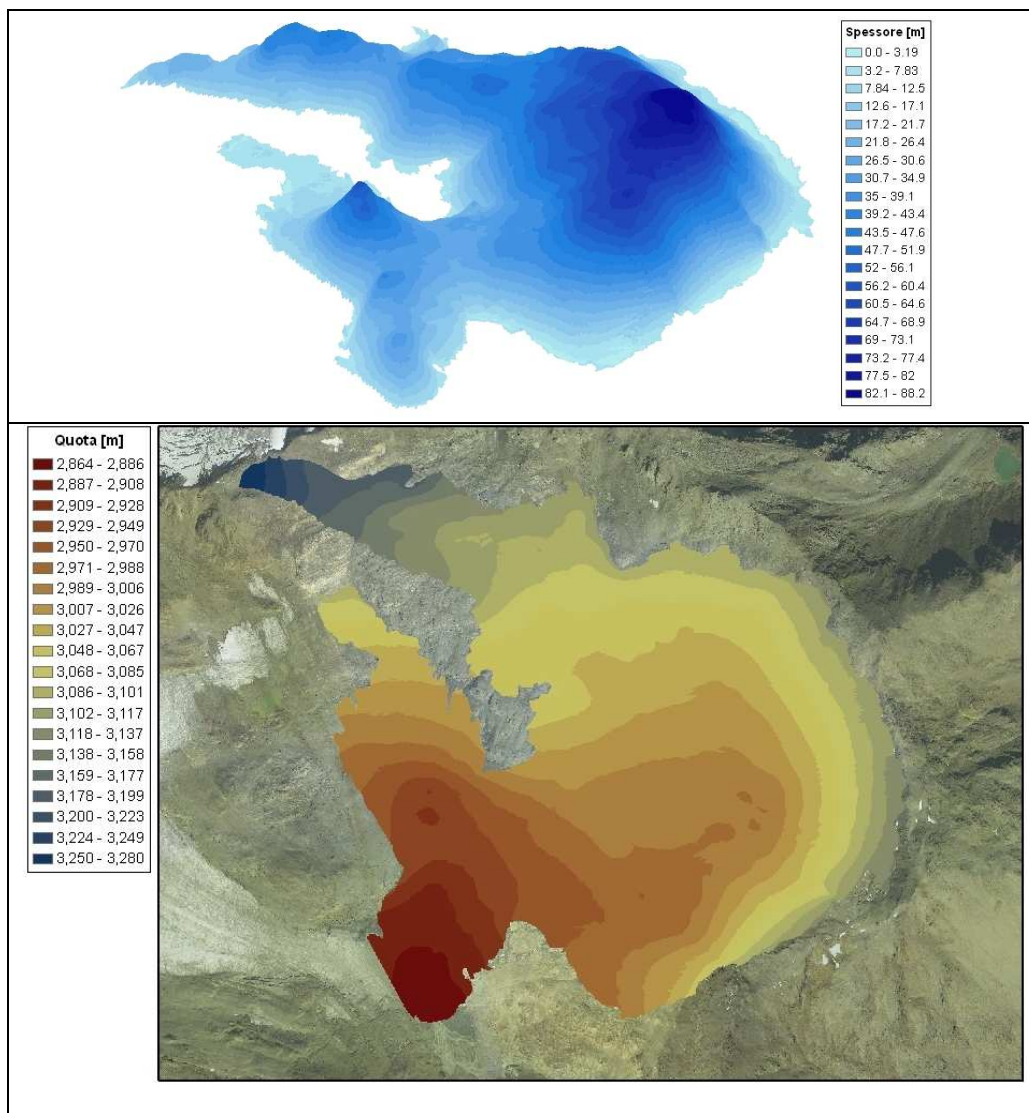 Spessore [m]
0.0 - 3.19
3.2 - 7.83
7.84 - 12.5
12.6 - 17.1
17.2 - 21.7
21.8 - 26.4
26.5 - 30.6
30.7 - 34.9
35 - 39.1
39.2 - 43.4
43.5 - 47.6
47.7 - 51.9
52 - 56.1
56.2 - 60.4
60.5 - 64.6
64.7 - 68.9
69 - 73.1
73.2 - 77.4
77.5 - 82
82.1 - 88.2
Quota [m]
2,864 - 2,886
2,887 - 2,908
2,909 - 2,928
2,929 - 2,949
2,950 - 2,970
2,971 - 2,988
2,989 - 3,006
3,007 - 3,026
3,027 - 3,047
3,048 - 3,067
3,068 - 3,085
3,086 - 3,101
3,102 - 3,117
3,118 - 3,137
3,138 - 3,158
3,159 - 3,177
3,178 - 3,199
3,200 - 3,223
3,224 - 3,249
3,250 - 3,280